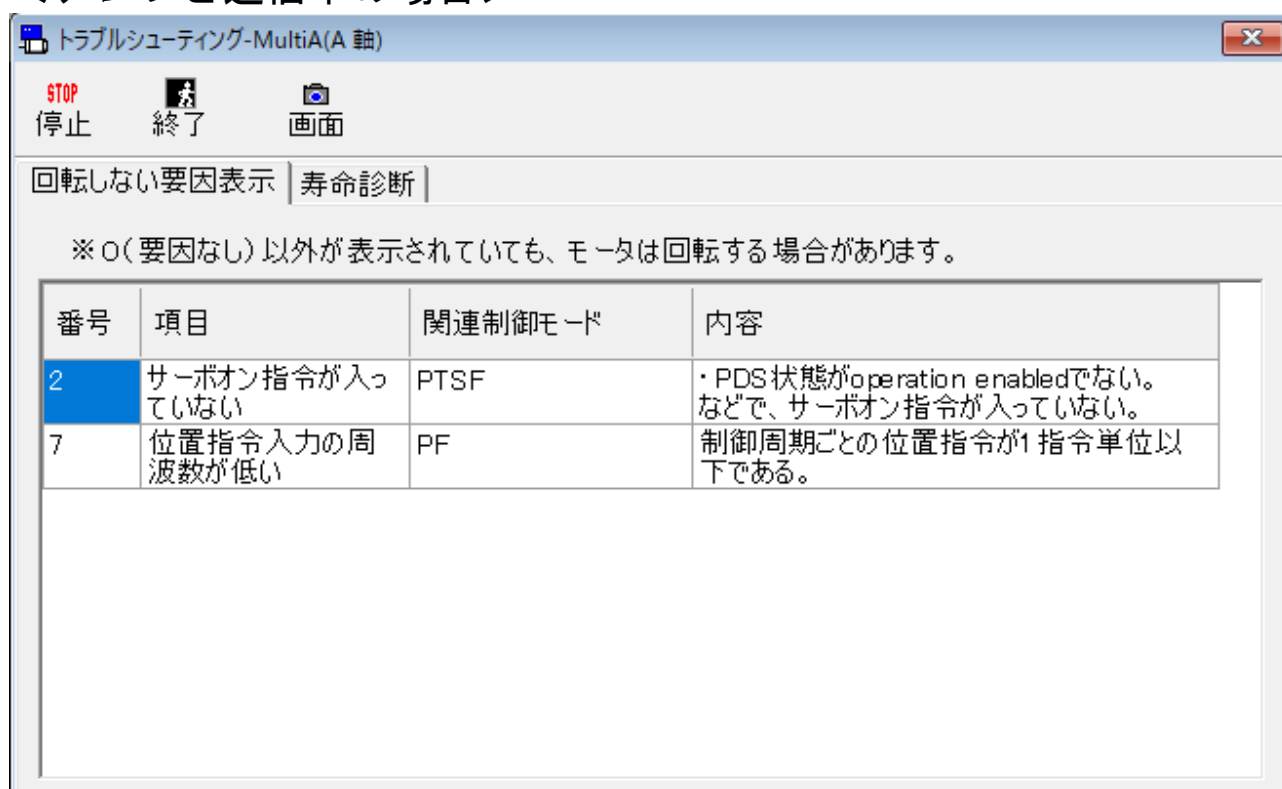 トラブルシューティング-MultiA(A 軸)
STOP
停止 終了 画面
回転しない要因表示 寿命診断
※0(要因なし)以外が表示されていても、モータは回転する場合があります。
番号 項目 関連制御モード 内容
2 サーボオン指令が入っ PTSF ・PDS状態がoperation enabledでない。
ていない などで、サーボオン指令が入っていない。
7 位置指令入力の周 PF 制御周期ごとの位置指令が1指令単位以
波数が低い 下である。